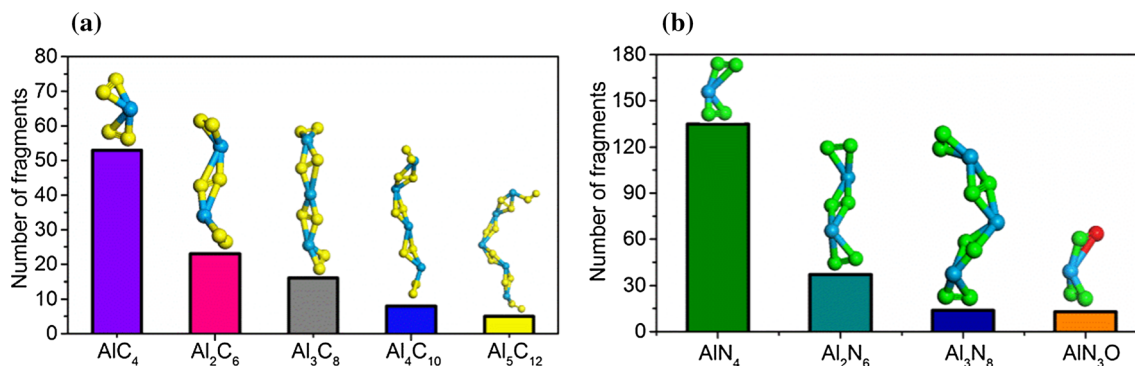 (a)
Number of fragments
80
70
60
50
40
30
20
10
0
AlC₄
Al₂C₆
Al₃C₈
Al₄C₁₀
Al₅C₁₂
(b)
Number of fragments
180
150
120
90
60
30
0
AlN₄
Al₂N₆
Al₃N₈
AlN₃O